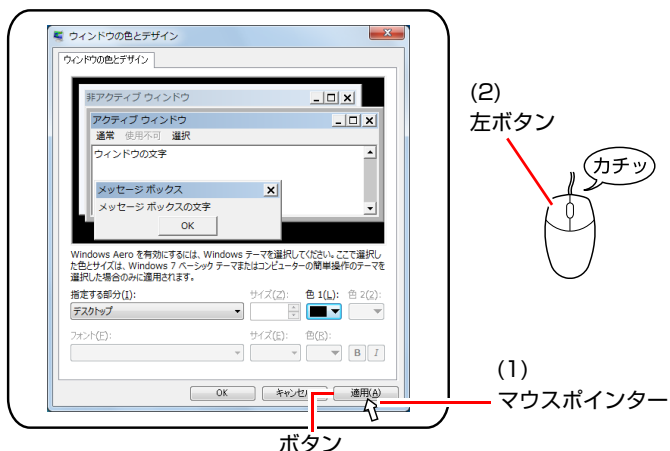 ウィンドウの色とデザイン
ウィンドウの色とデザイン
非アクティブ ウィンドウ
アクティブ ウィンドウ
通常 使用不可 選択
ウィンドウの文字
メッセージ ボックス
メッセージ ボックスの文字
OK
Windows Aero を有効にするには、Windows テーマを選択してください。ここで選択し
た色とサイズは、Windows 7 ベーシック テーマまたはコンピューターの簡単操作のテーマを
選択した場合のみに適用されます。
指定する部分(I): サイズ(Z): 色 1(L): 色 2(2):
デスクトップ
フォント(F): サイズ(E): 色(R):
B I
OK キャンセル 適用(A)
(2)
左ボタン
カチッ
(1)
マウスポインター
ボタン